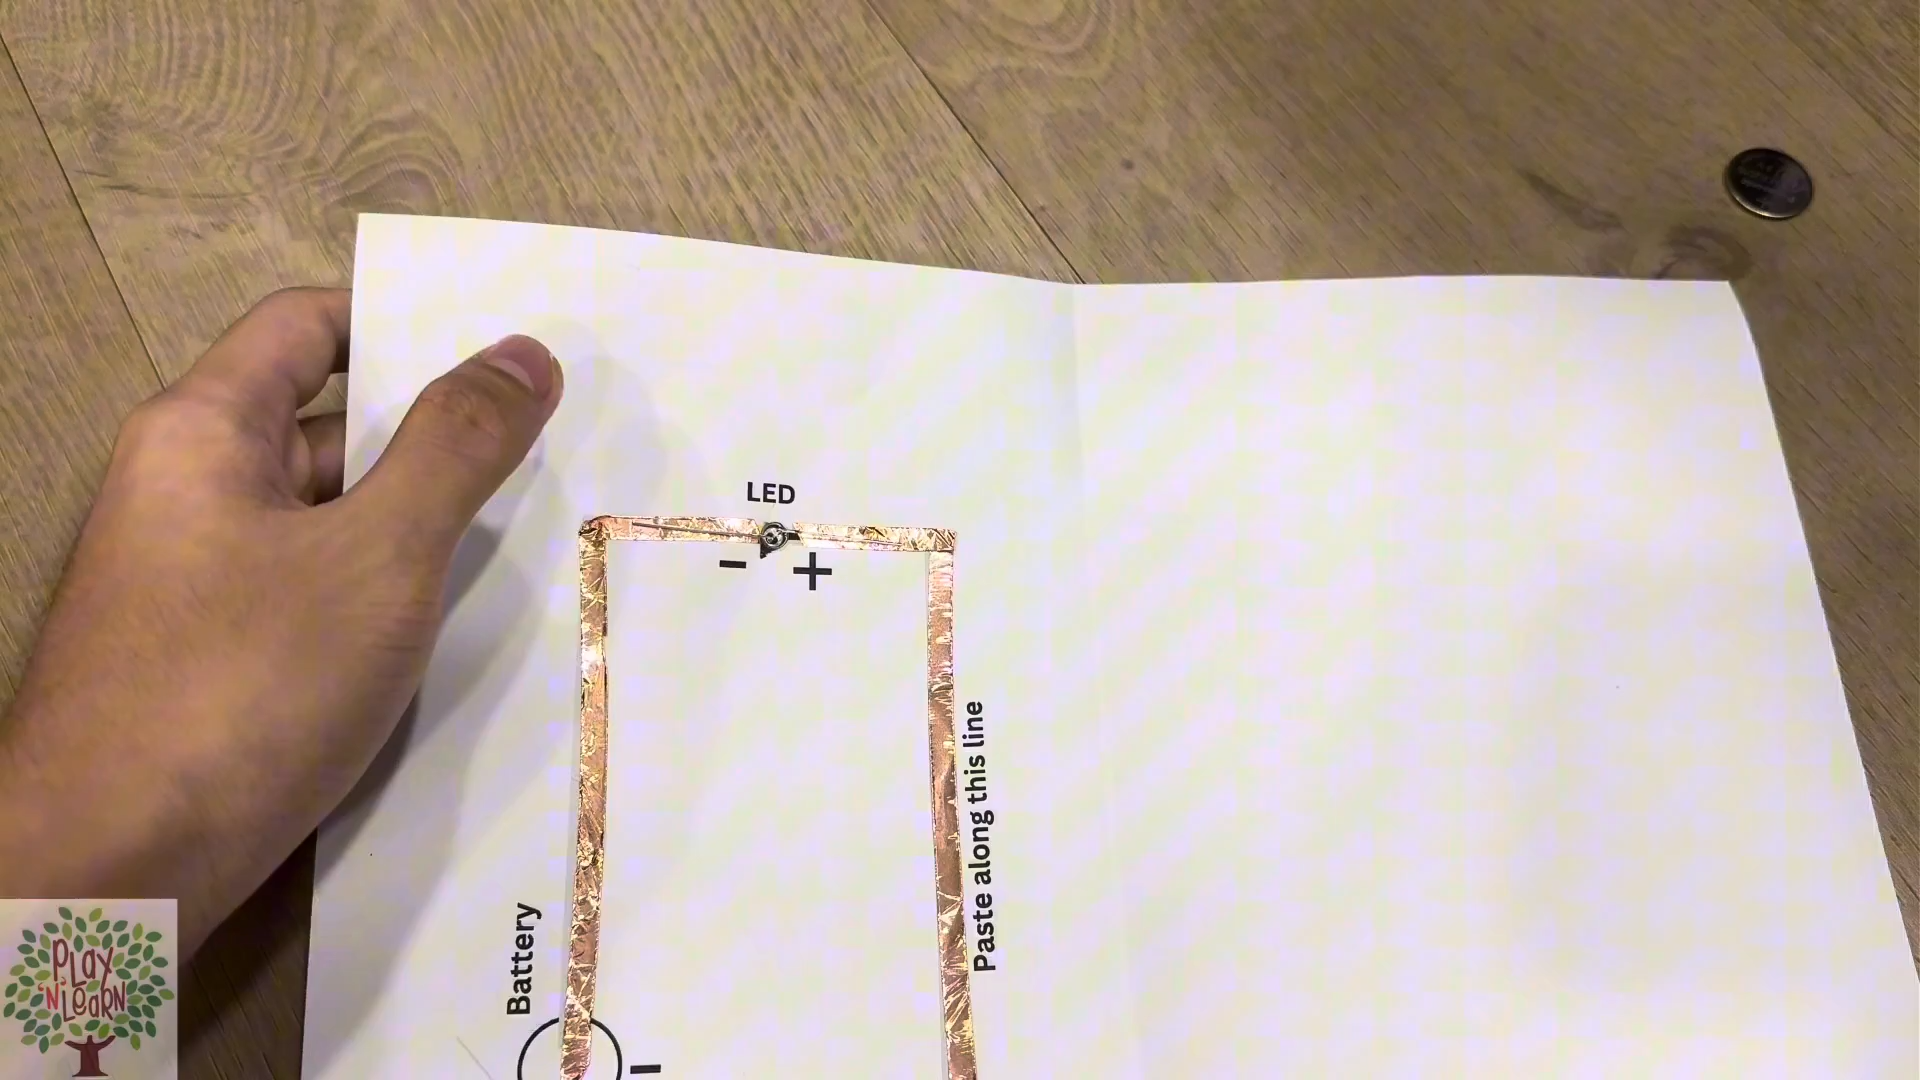 LED
- +
Paste along this line
Battery
-
PLAY
'N'
LEARN